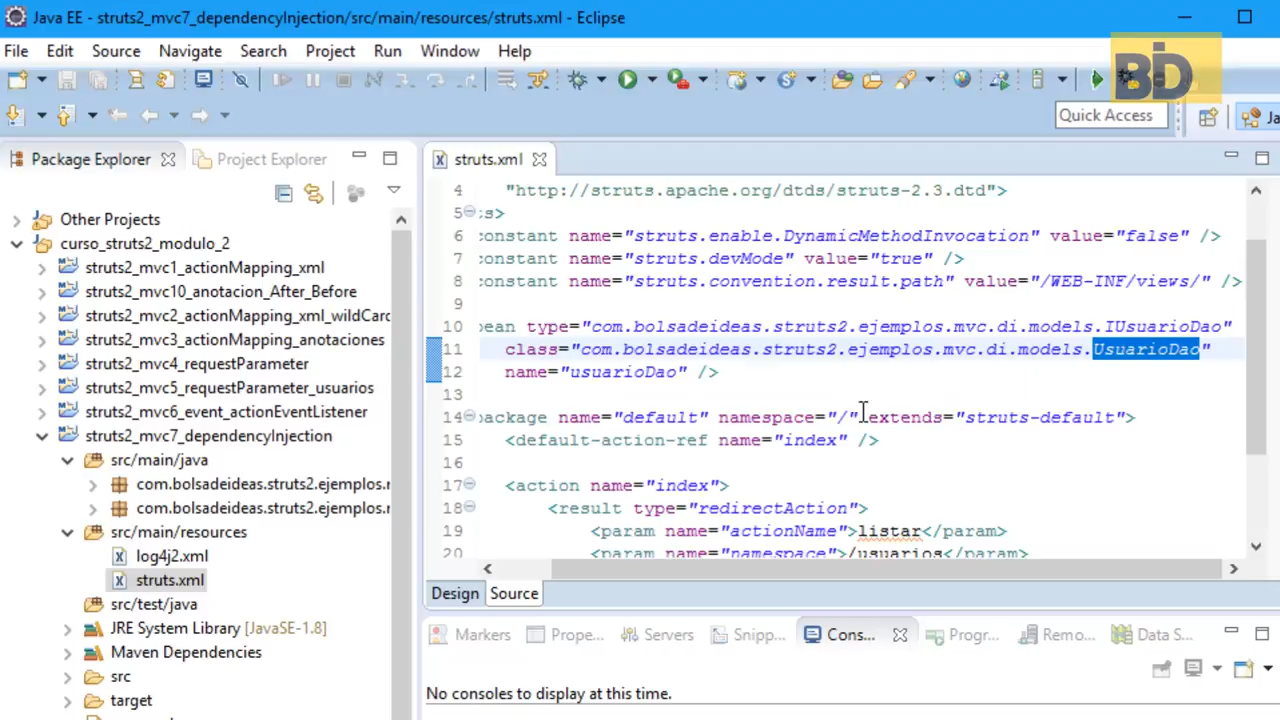 Java EE - struts2_mvc7_dependencyInjection/src/main/resources/struts.xml - Eclipse
File Edit Source Navigate Search Project Run Window Help
BD
Quick Access
Ja
Package Explorer Project Explorer
struts.xml
Other Projects
curso_struts2_modulo_2
struts2_mvc1_actionMapping_xml
struts2_mvc10_anotacion_After_Before
struts2_mvc2_actionMapping_xml_wildCard
struts2_mvc3_actionMapping_anotaciones
struts2_mvc4_requestParameter
struts2_mvc5_requestParameter_usuarios
struts2_mvc6_event_actionEventListener
struts2_mvc7_dependencyInjection
src/main/java
com.bolsadeideas.struts2.ejemplos.r
com.bolsadeideas.struts2.ejemplos.r
src/main/resources
log4j2.xml
struts.xml
src/test/java
JRE System Library [JavaSE-1.8]
Maven Dependencies
src
target
4 "http://struts.apache.org/dtds/struts-2.3.dtd">
5 s>
6 constant name="struts.enable.DynamicMethodInvocation" value="false" />
7 constant name="struts.devMode" value="true" />
8 constant name="struts.convention.result.path" value="/WEB-INF/views/" />
9
10 bean type="com.bolsadeideas.struts2.ejemplos.mvc.di.models.IUsuarioDao"
11 class="com.bolsadeideas.struts2.ejemplos.mvc.di.models.UsuarioDao"
12 name="usuarioDao" />
13
14 package name="default" namespace="/" extends="struts-default">
15 <default-action-ref name="index" />
16
17 <action name="index">
18 <result type="redirectAction">
19 <param name="actionName">listar</param>
20 <param name="namespace">/usuarios</param>
Design Source
Markers Prope... Servers Snipp... Cons... Progr... Remo... Data S...
No consoles to display at this time.